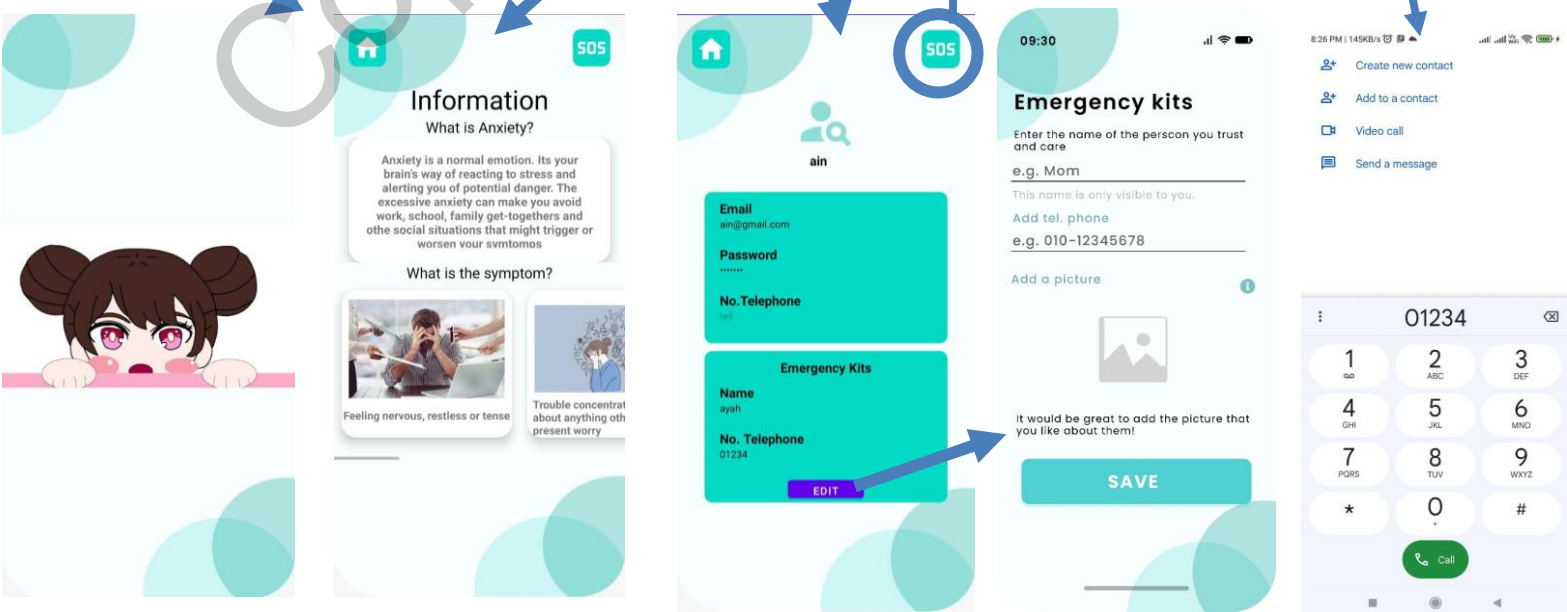 SOS
Information
What is Anxiety?
Anxiety is a normal emotion. Its your
brain's way of reacting to stress and
alerting you of potential danger. The
excessive anxiety can make you avoid
work, school, family get-togethers and
othe social situations that might trigger or
worsen your symtomps
What is the symptom?
Feeling nervous, restless or tense
Trouble concentrat
about anything oth
present worry
SOS
ain
Email
ain@gmail.com
Password
•••••••
No.Telephone
tell
Emergency Kits
Name
ayah
No. Telephone
01234
EDIT
09:30
Emergency kits
Enter the name of the perscon you trust
and care
e.g. Mom
This name is only visible to you.
Add tel. phone
e.g. 010-12345678
Add a picture
It would be great to add the picture that
you like about them!
SAVE
8:26 PM | 145KB/s
Create new contact
Add to a contact
Video call
Send a message
01234
1 2 3
ABC DEF
4 5 6
GHI JKL MNO
7 8 9
PQRS TUV WXYZ
* 0 #
+
Call